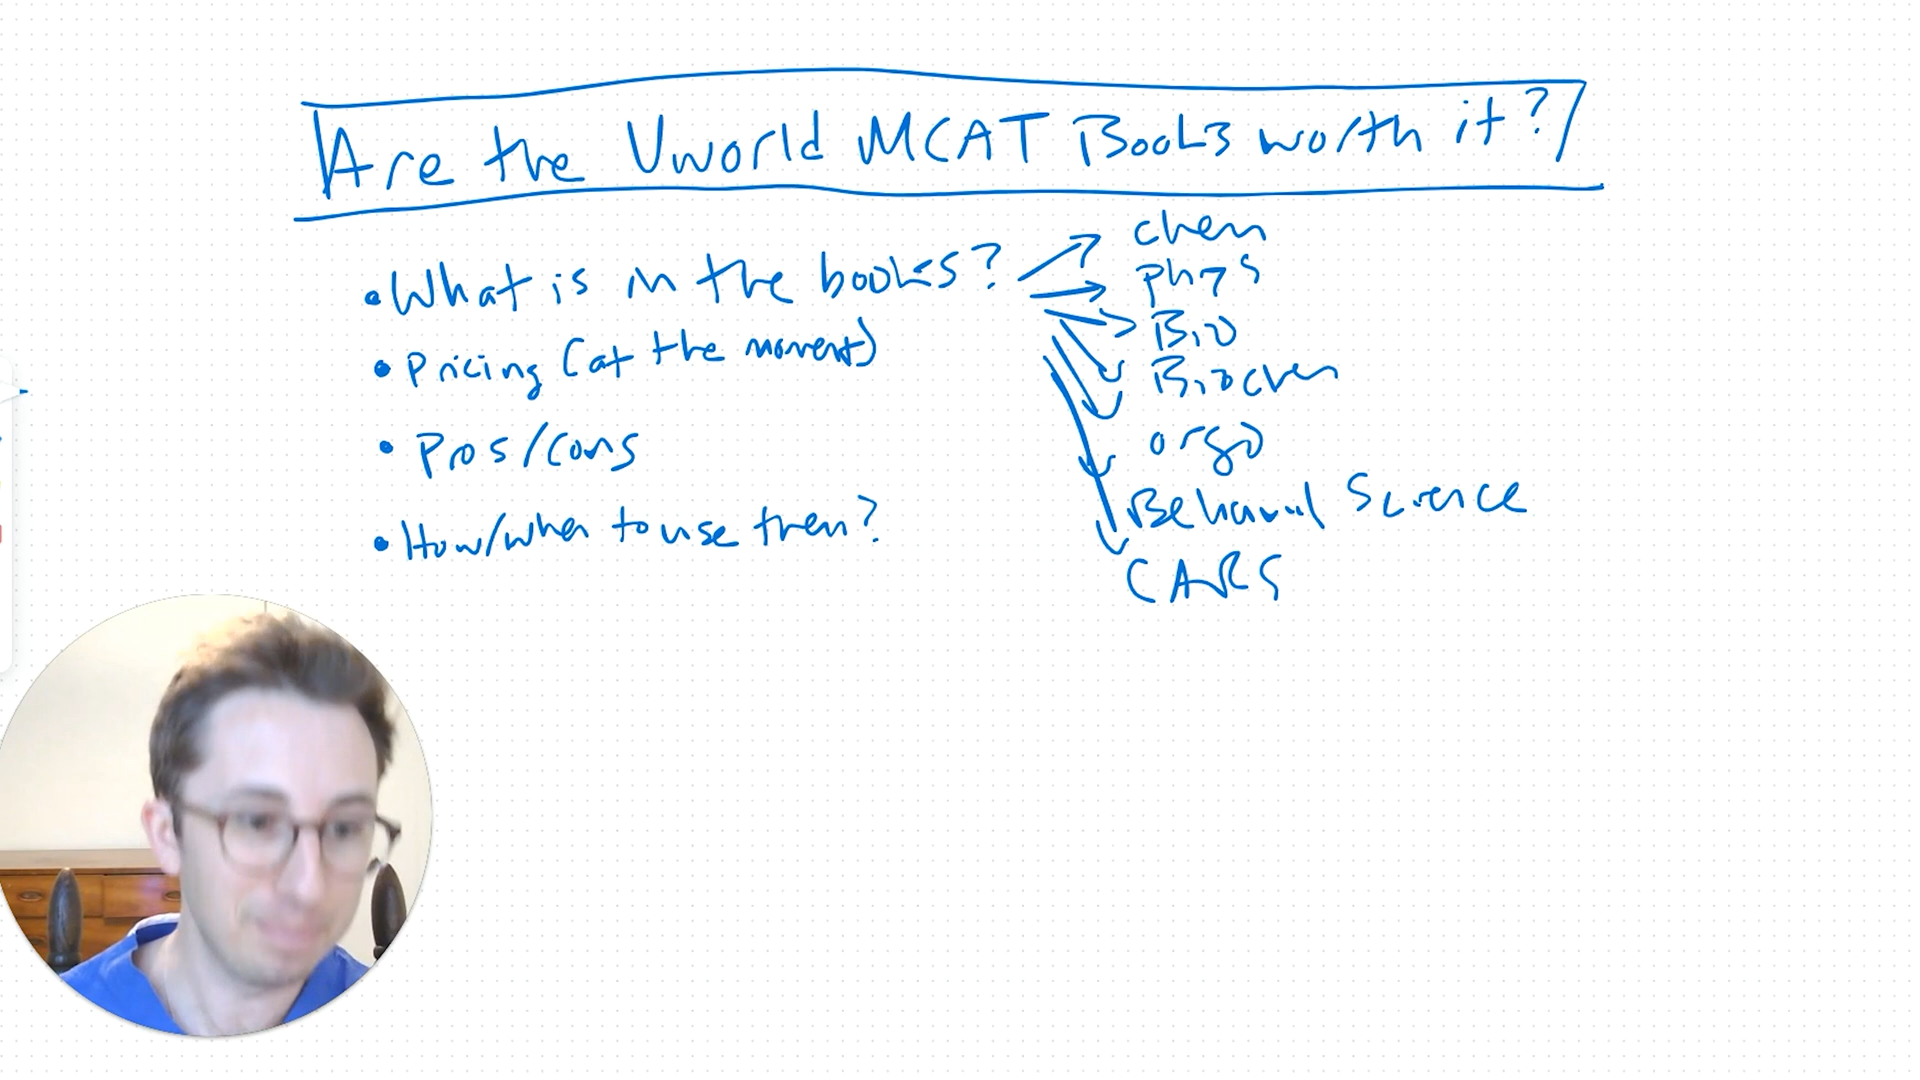 Are the Uworld MCAT Books worth it?
• What is in the books?
• Pricing (at the moment)
• Pros/cons
• How/when to use them?
chem
phys
Bio
Biochem
orgo
Behavioral Science
CARS